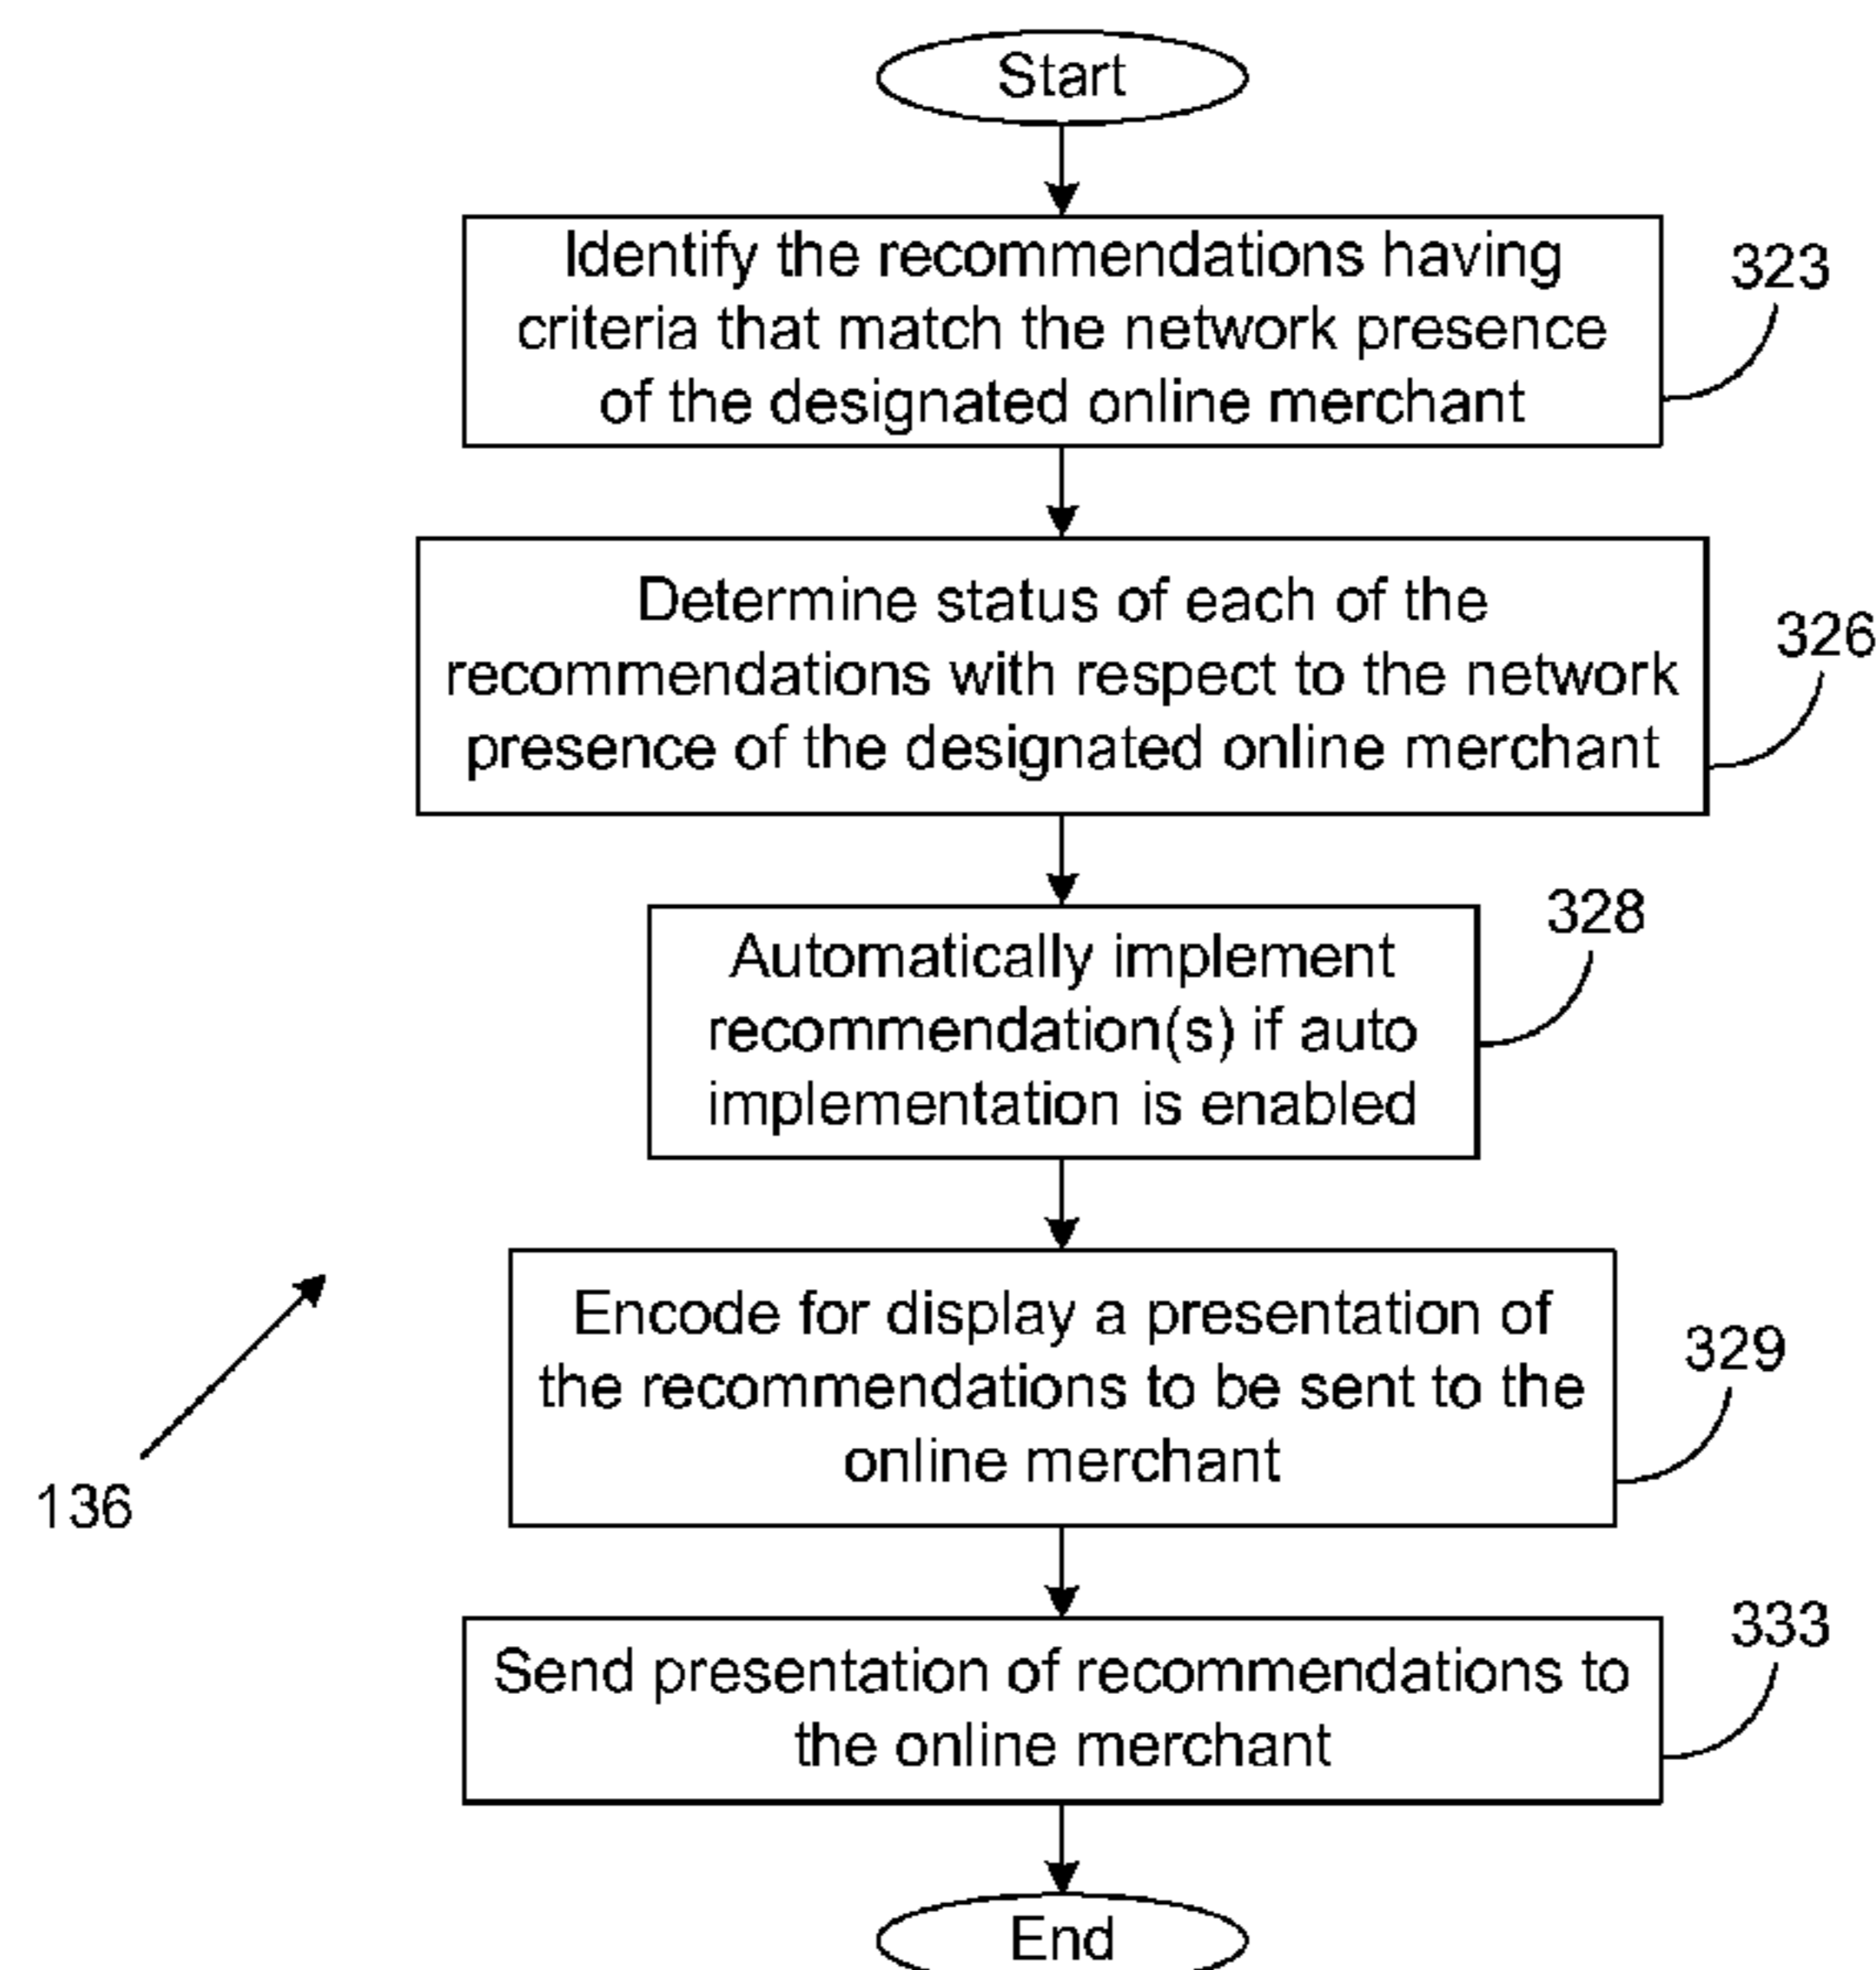 Start
Identify the recommendations having
criteria that match the network presence
of the designated online merchant
323
Determine status of each of the
recommendations with respect to the network
presence of the designated online merchant
326
Automatically implement
recommendation(s) if auto
implementation is enabled
328
Encode for display a presentation of
the recommendations to be sent to the
online merchant
329
136
Send presentation of recommendations to
the online merchant
333
End